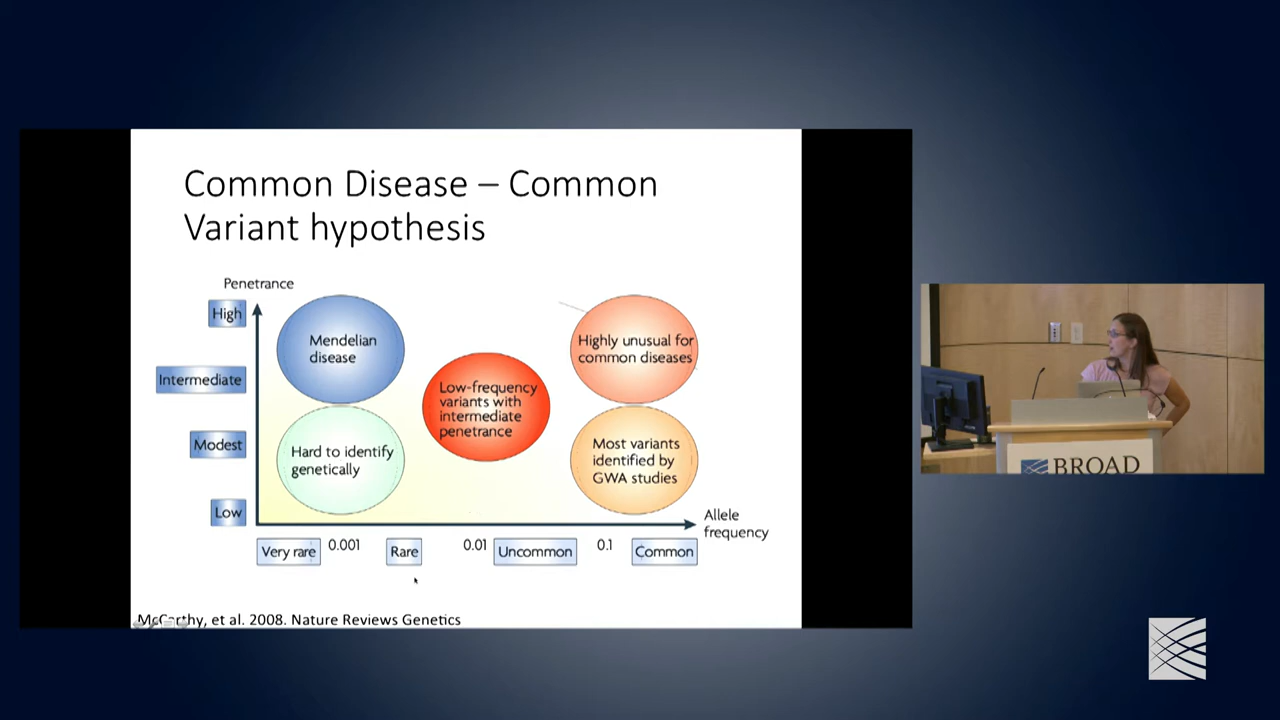 Common Disease – Common
Variant hypothesis
Penetrance
High
Intermediate
Modest
Low
Mendelian
disease
Hard to identify
genetically
Low-frequency
variants with
intermediate
penetrance
Highly unusual for
common diseases
Most variants
identified by
GWA studies
Allele
frequency
Very rare
0.001
Rare
0.01
Uncommon
0.1
Common
McCarthy, et al. 2008. Nature Reviews Genetics
BROAD